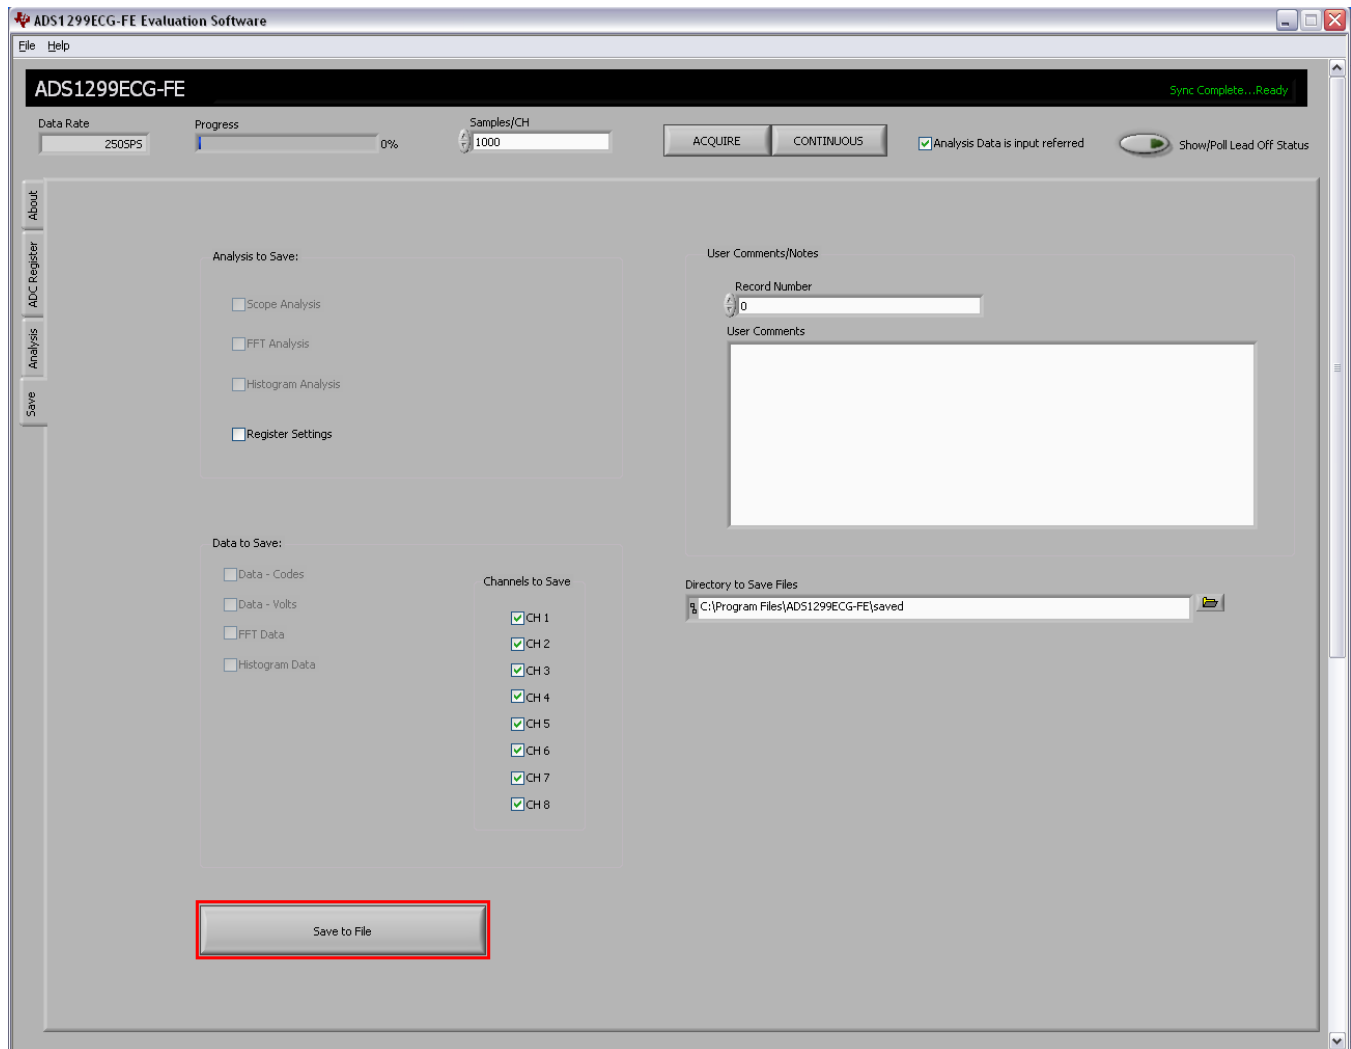 ADS1299ECG-FE Evaluation Software
File Help
ADS1299ECG-FE
Sync Complete...Ready
Data Rate
250SPS
Progress
0%
Samples/CH
1000
ACQUIRE
CONTINUOUS
Analysis Data is input referred
Show/Poll Lead Off Status
About
ADC Register
Analysis
Save
Analysis to Save:
Scope Analysis
FFT Analysis
Histogram Analysis
Register Settings
User Comments/Notes
Record Number
0
User Comments
Data to Save:
Data - Codes
Data - Volts
FFT Data
Histogram Data
Channels to Save
CH 1
CH 2
CH 3
CH 4
CH 5
CH 6
CH 7
CH 8
Directory to Save Files
C:\Program Files\ADS1299ECG-FE\saved
Save to File